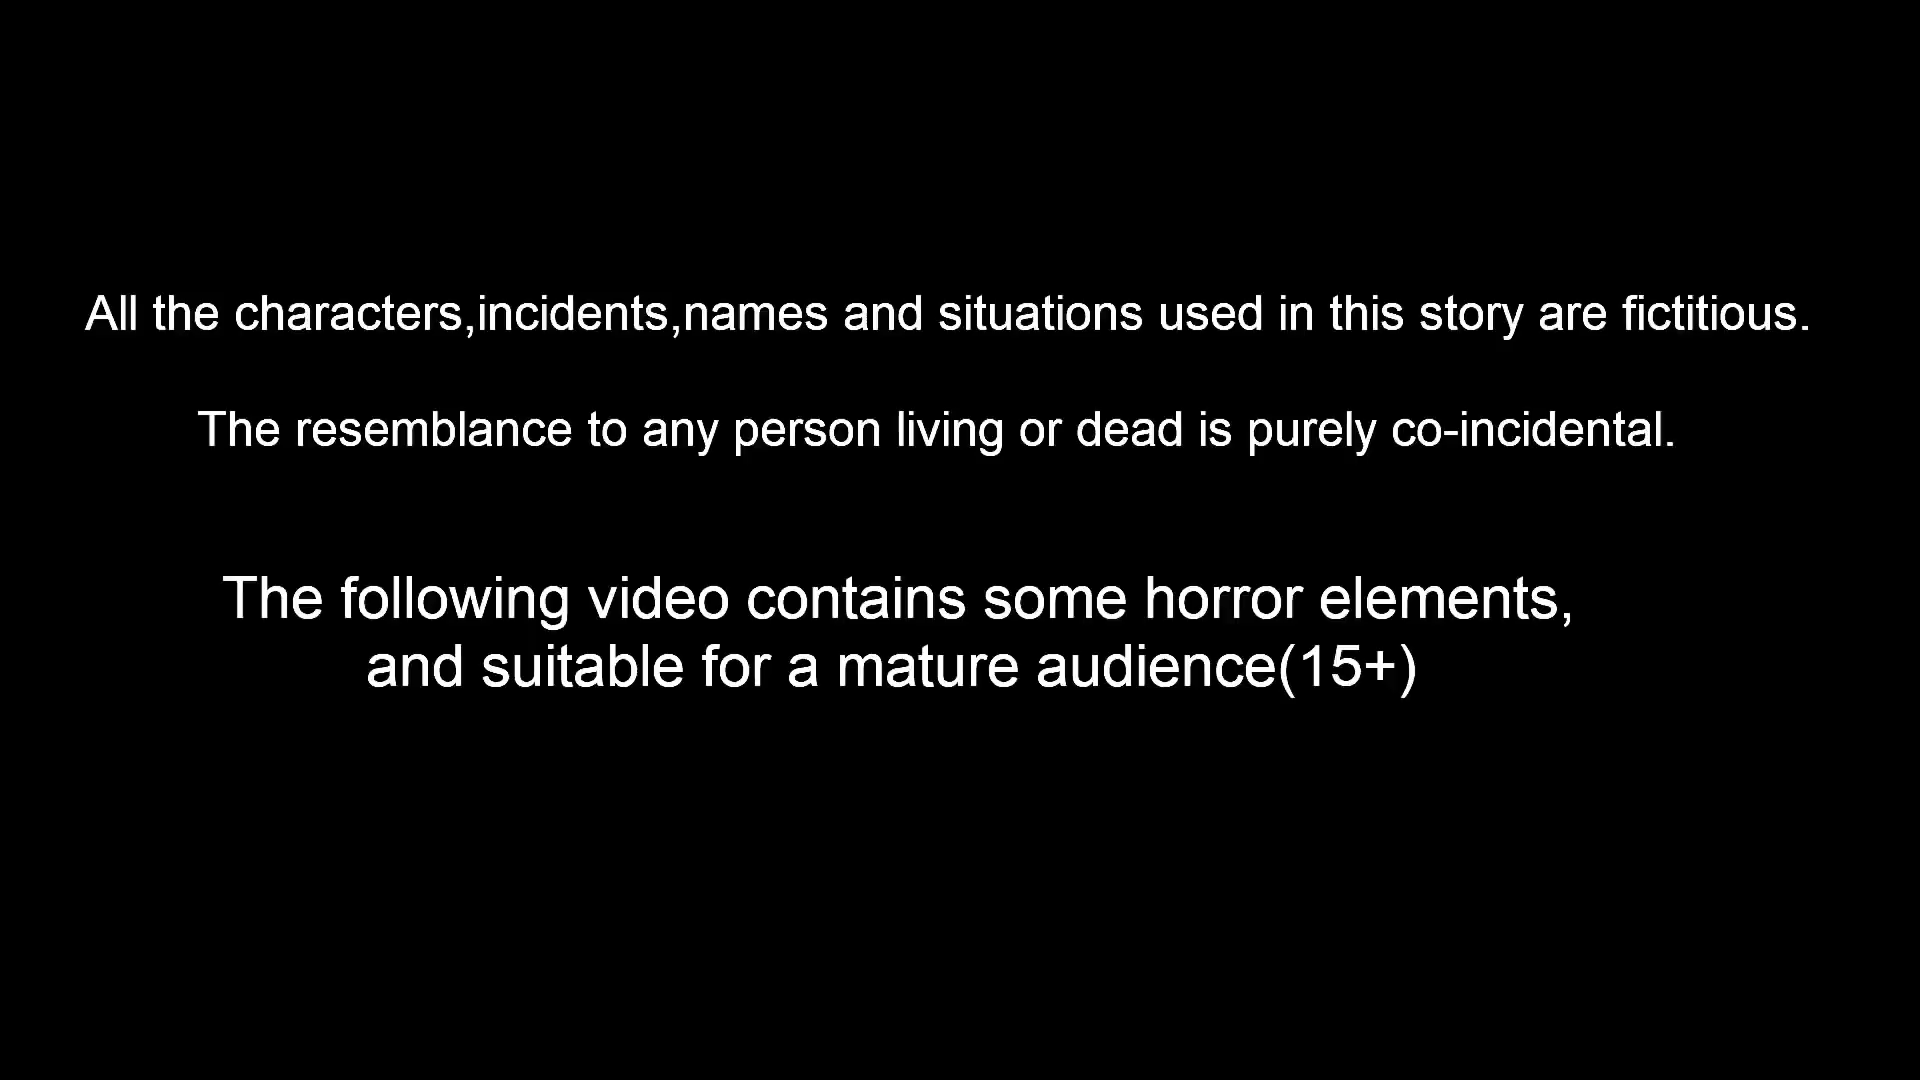 All the characters,incidents,names and situations used in this story are fictitious.
The resemblance to any person living or dead is purely co-incidental.
The following video contains some horror elements,
and suitable for a mature audience(15+)